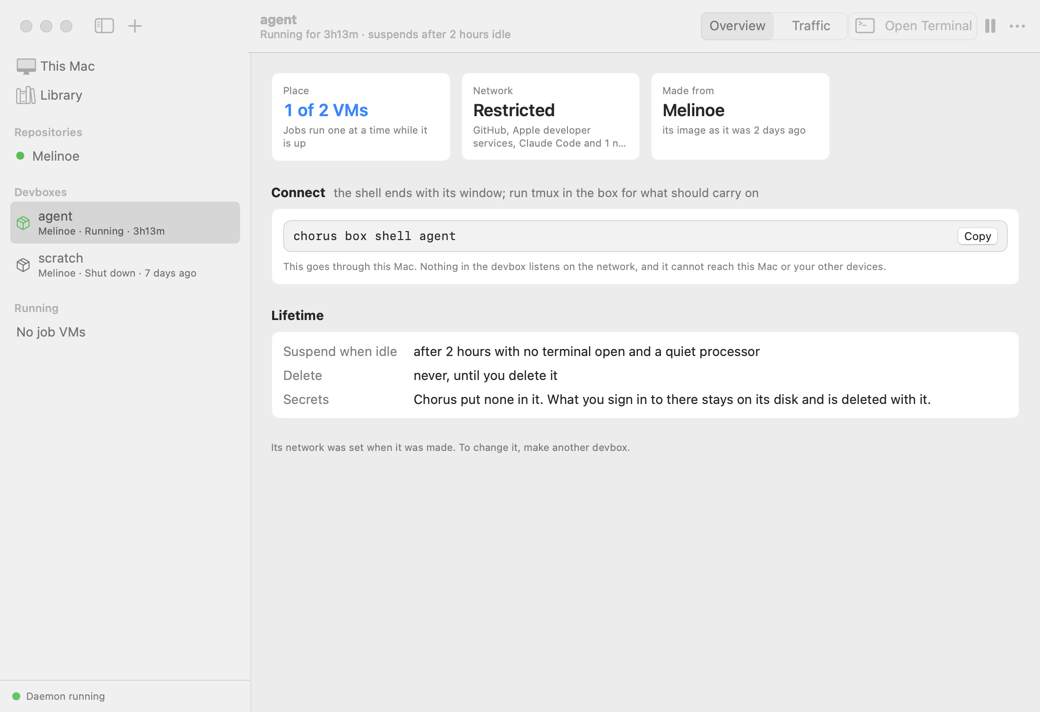 agent
Running for 3h13m · suspends after 2 hours idle
Overview
Traffic
Open Terminal
This Mac
Library
Repositories
Melinoe
Devboxes
agent
Melinoe · Running · 3h13m
scratch
Melinoe · Shut down · 7 days ago
Running
No job VMs
Daemon running
Place
1 of 2 VMs
Jobs run one at a time while it
is up
Network
Restricted
GitHub, Apple developer
services, Claude Code and 1 n...
Made from
Melinoe
its image as it was 2 days ago
Connect the shell ends with its window; run tmux in the box for what should carry on
chorus box shell agent
Copy
This goes through this Mac. Nothing in the devbox listens on the network, and it cannot reach this Mac or your other devices.
Lifetime
Suspend when idle after 2 hours with no terminal open and a quiet processor
Delete never, until you delete it
Secrets Chorus put none in it. What you sign in to there stays on its disk and is deleted with it.
Its network was set when it was made. To change it, make another devbox.